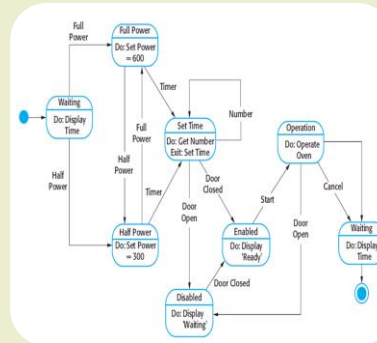 Full
Power
Full Power
Do: Set Power
= 600
Timer
Waiting
Do: Display
Time
Full
Power
Half
Power
Half
Power
Timer
Half Power
Do: Set Power
= 300
Set Time
Do: Get Number
Exit: Set Time
Number
Door
Closed
Door
Open
Start
Enabled
Do: Display
'Ready'
Door Closed
Disabled
Do: Display
'Waiting'
Operation
Do: Operate
Oven
Door
Open
Cancel
Waiting
Do: Display
Time